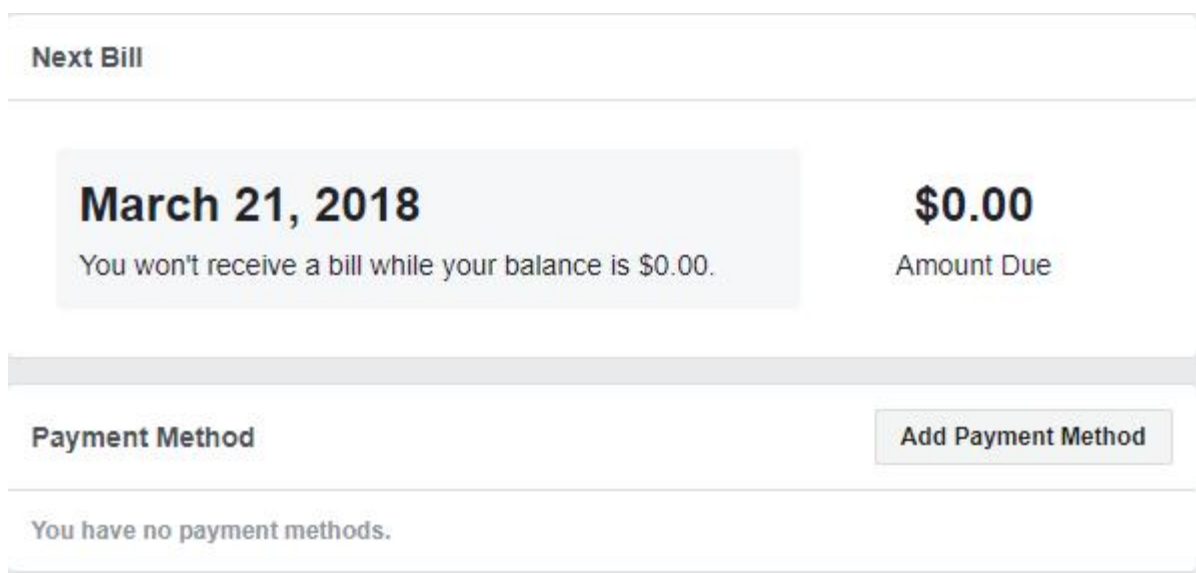 Next Bill
March 21, 2018
$0.00
You won't receive a bill while your balance is $0.00.
Amount Due
Payment Method
Add Payment Method
You have no payment methods.